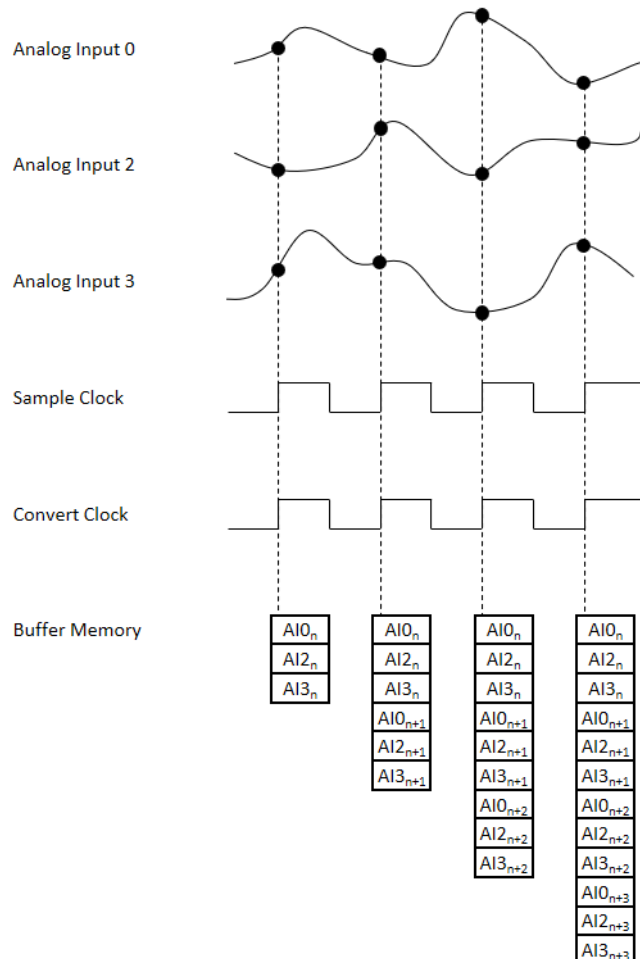 Analog Input 0
Analog Input 2
Analog Input 3
Sample Clock
Convert Clock
Buffer Memory
AI0n AI0n AI0n AI0n
AI2n AI2n AI2n AI2n
AI3n AI3n AI3n AI3n
AI0n+1 AI0n+1 AI0n+1
AI2n+1 AI2n+1 AI2n+1
AI3n+1 AI3n+1 AI3n+1
AI0n+2 AI0n+2
AI2n+2 AI2n+2
AI3n+2 AI3n+2
AI0n+3
AI2n+3
AI3n+3